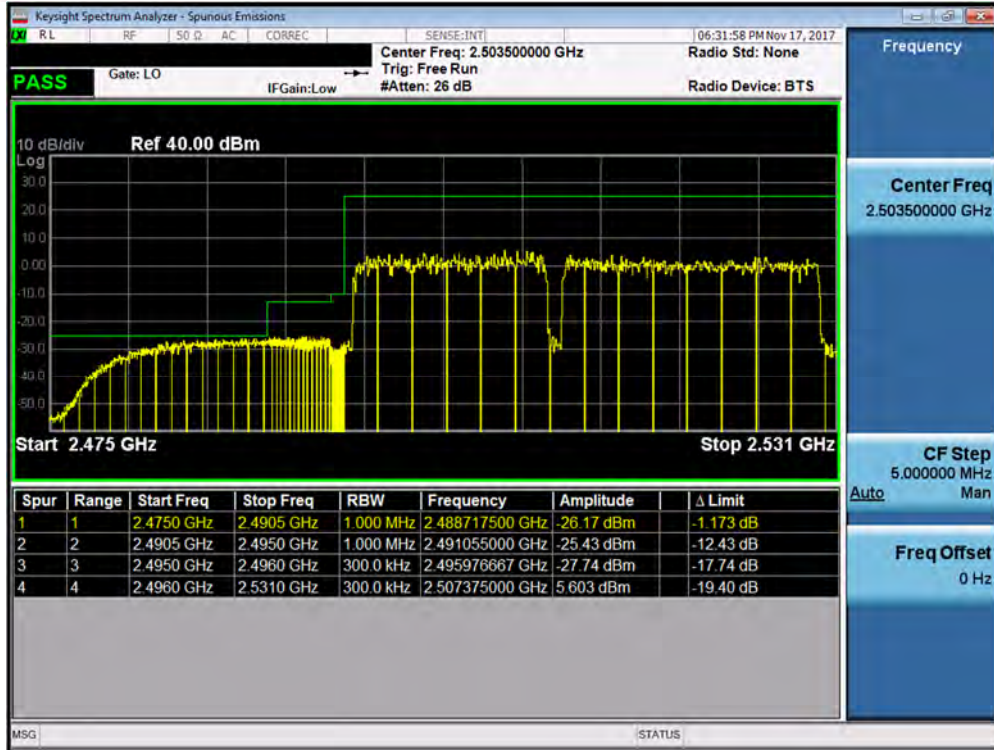 Keysight Spectrum Analyzer - Spurious Emissions
LXI RL RF 50 Ω AC CORREC SENSE:INT 06:31:58 PM Nov 17, 2017
Center Freq: 2.503500000 GHz Radio Std: None
PASS Gate: LO Trig: Free Run
IFGain:Low #Atten: 26 dB Radio Device: BTS
10 dB/div Ref 40.00 dBm
Log
30.0
20.0
10.0
0.00
-10.0
-20.0
-30.0
-40.0
-50.0
Start 2.475 GHz Stop 2.531 GHz
Spur Range Start Freq Stop Freq RBW Frequency Amplitude Δ Limit
1 1 2.4750 GHz 2.4905 GHz 1.000 MHz 2.488717500 GHz -26.17 dBm -1.173 dB
2 2 2.4905 GHz 2.4950 GHz 1.000 MHz 2.491055000 GHz -25.43 dBm -12.43 dB
3 3 2.4950 GHz 2.4960 GHz 300.0 kHz 2.495976667 GHz -27.74 dBm -17.74 dB
4 4 2.4960 GHz 2.5310 GHz 300.0 kHz 2.507375000 GHz 5.603 dBm -19.40 dB
MSG STATUS
Frequency
Center Freq
2.503500000 GHz
CF Step
5.000000 MHz
Auto Man
Freq Offset
0 Hz